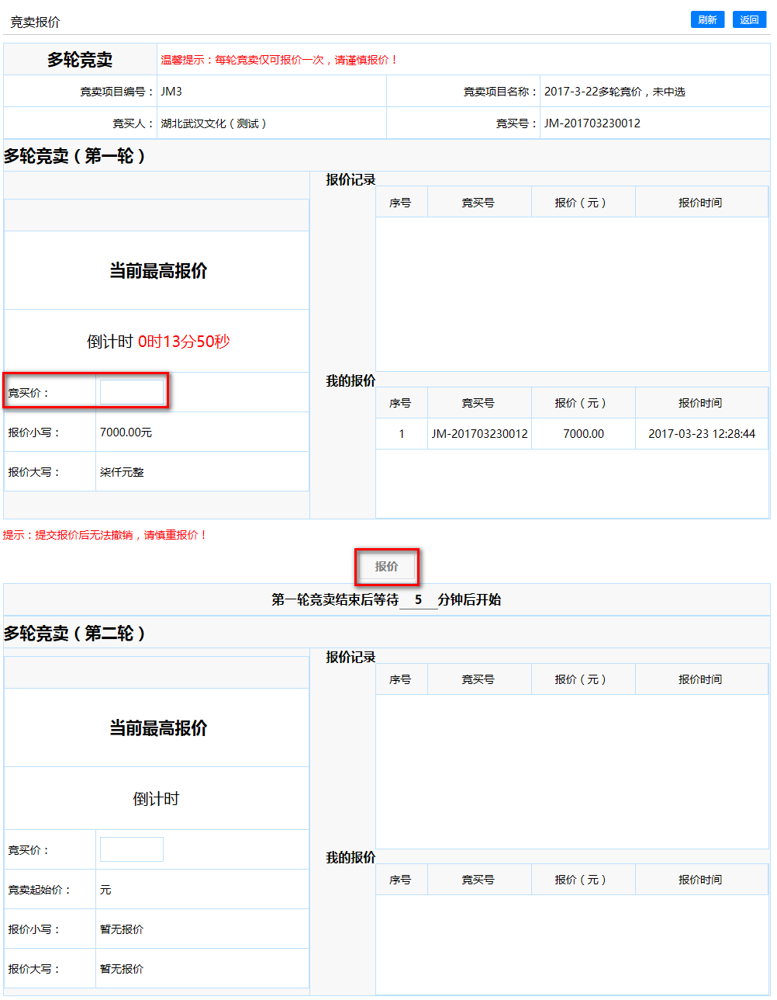 竞卖报价
刷新 返回
多轮竞卖 温馨提示：每轮竞卖仅可报价一次，请谨慎报价！
竞卖项目编号： JM3 竞卖项目名称： 2017-3-22多轮竞价，未中选
竞买人： 湖北武汉文化（测试） 竞买号： JM-201703230012
多轮竞卖（第一轮）
报价记录
序号 竞买号 报价（元） 报价时间
当前最高报价
倒计时 0时13分50秒
竞买价：
报价小写： 7000.00元
报价大写： 柒仟元整
我的报价
序号 竞买号 报价（元） 报价时间
1 JM-201703230012 7000.00 2017-03-23 12:28:44
提示：提交报价后无法撤销，请慎重报价！
报价
第一轮竞卖结束后等待 5 分钟后开始
多轮竞卖（第二轮）
报价记录
序号 竞买号 报价（元） 报价时间
当前最高报价
倒计时
竞买价：
竞卖起始价： 元
报价小写： 暂无报价
报价大写： 暂无报价
我的报价
序号 竞买号 报价（元） 报价时间